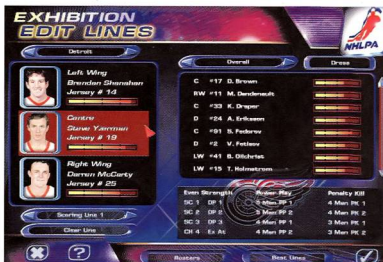 EXHIBITION
EDIT LINES
NHLPA
Detroit
Left Wing
Brendan Shanahan
Jersey # 14
Centre
Steve Yzerman
Jersey # 19
Right Wing
Darren McCarty
Jersey # 25
Scoring Line 1
Clear Line
Overall
Dress
C #17 D. Brown
RW #11 M. Dandenault
C #33 K. Draper
D #24 A. Eriksson
C #91 S. Fedorov
D #2 V. Fetisov
LW #41 B. Gilchrist
LW #15 T. Holmstrom
Even Strength Power Play Penalty Kill
SC 1 DP 1 5 Men PP 1 4 Men PK 1
SC 2 DP 2 5 Men PP 2 4 Men PK 2
SC 3 DP 3 4 Men PP 1 3 Men PK 1
CH 4 Ex At 4 Men PP 2 3 Men PK 2
Rosters
Best Lines